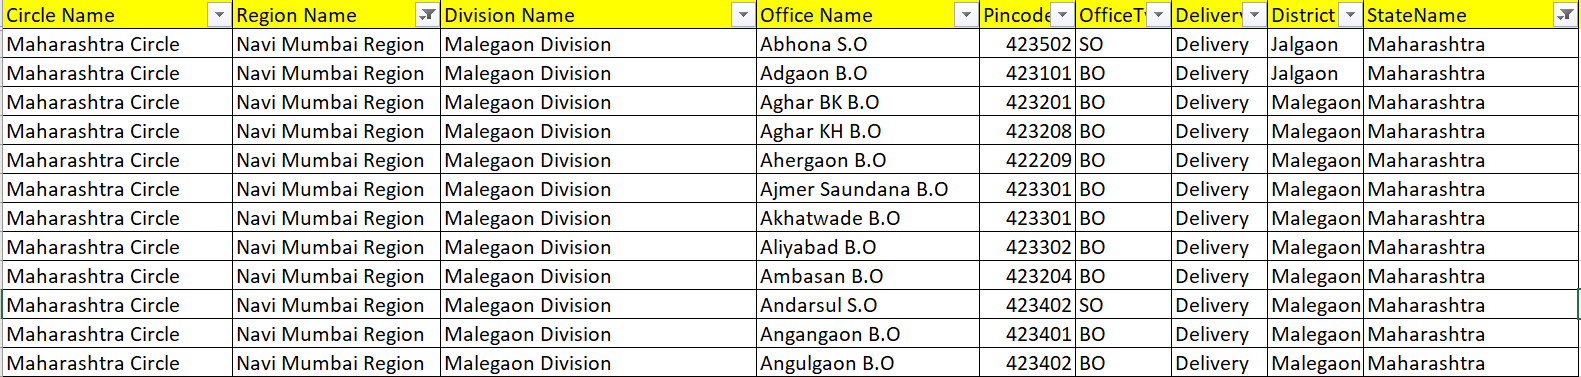 Circle Name Region Name Division Name Office Name Pincode OfficeTy Delivery District StateName
Maharashtra Circle Navi Mumbai Region Malegaon Division Abhona S.O 423502 SO Delivery Jalgaon Maharashtra
Maharashtra Circle Navi Mumbai Region Malegaon Division Adgaon B.O 423101 BO Delivery Jalgaon Maharashtra
Maharashtra Circle Navi Mumbai Region Malegaon Division Aghar BK B.O 423201 BO Delivery Malegaon Maharashtra
Maharashtra Circle Navi Mumbai Region Malegaon Division Aghar KH B.O 423208 BO Delivery Malegaon Maharashtra
Maharashtra Circle Navi Mumbai Region Malegaon Division Ahergaon B.O 422209 BO Delivery Malegaon Maharashtra
Maharashtra Circle Navi Mumbai Region Malegaon Division Ajmer Saundana B.O 423301 BO Delivery Malegaon Maharashtra
Maharashtra Circle Navi Mumbai Region Malegaon Division Akhatwade B.O 423301 BO Delivery Malegaon Maharashtra
Maharashtra Circle Navi Mumbai Region Malegaon Division Aliyabad B.O 423302 BO Delivery Malegaon Maharashtra
Maharashtra Circle Navi Mumbai Region Malegaon Division Ambasan B.O 423204 BO Delivery Malegaon Maharashtra
Maharashtra Circle Navi Mumbai Region Malegaon Division Andarsul S.O 423402 SO Delivery Malegaon Maharashtra
Maharashtra Circle Navi Mumbai Region Malegaon Division Angangaon B.O 423401 BO Delivery Malegaon Maharashtra
Maharashtra Circle Navi Mumbai Region Malegaon Division Angulgaon B.O 423402 BO Delivery Malegaon Maharashtra